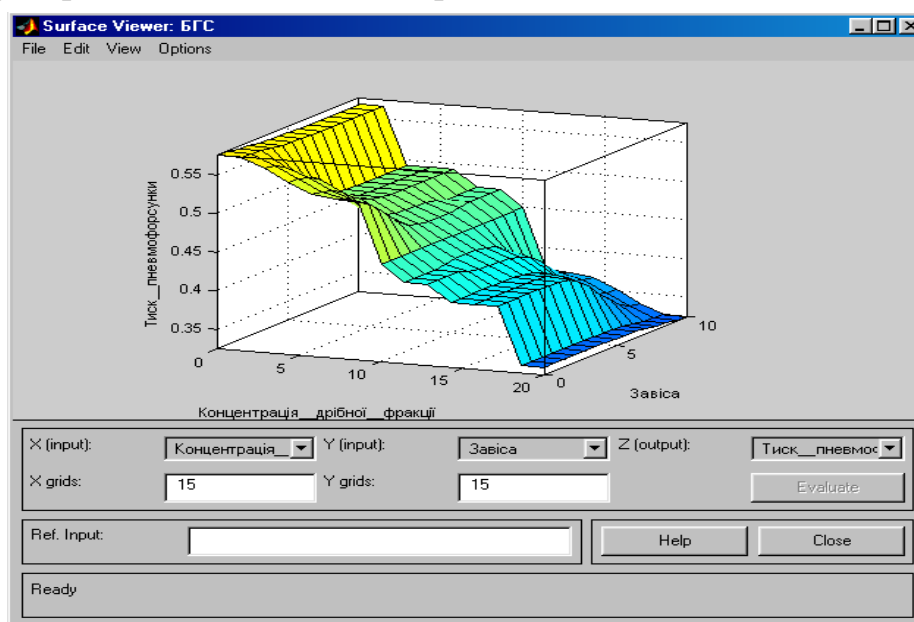 Surface Viewer: БГС
File Edit View Options
Тиск__пневмофорсунки
0.55
0.5
0.45
0.4
0.35
0
5
10
15
20
0
5
10
Концентрація__дрібної__фракції
Завіса
X (input):
Концентрація_
Y (input):
Завіса
Z (output):
Тиск__пневмос
X grids:
15
Y grids:
15
Evaluate
Ref. Input:
Help
Close
Ready